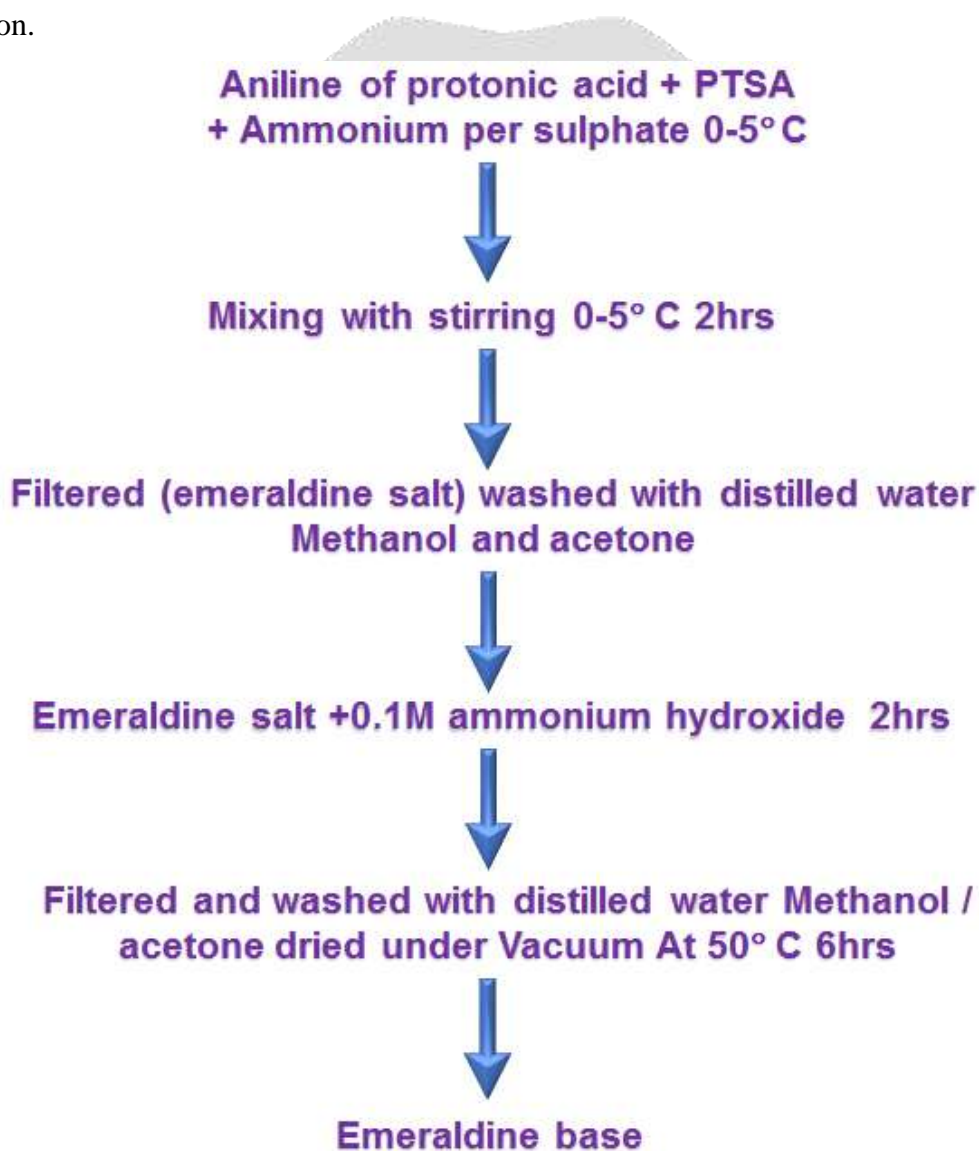 on.
Aniline of protonic acid + PTSA
+ Ammonium per sulphate 0-5° C
Mixing with stirring 0-5° C 2hrs
Filtered (emeraldine salt) washed with distilled water
Methanol and acetone
Emeraldine salt +0.1M ammonium hydroxide 2hrs
Filtered and washed with distilled water Methanol /
acetone dried under Vacuum At 50° C 6hrs
Emeraldine base